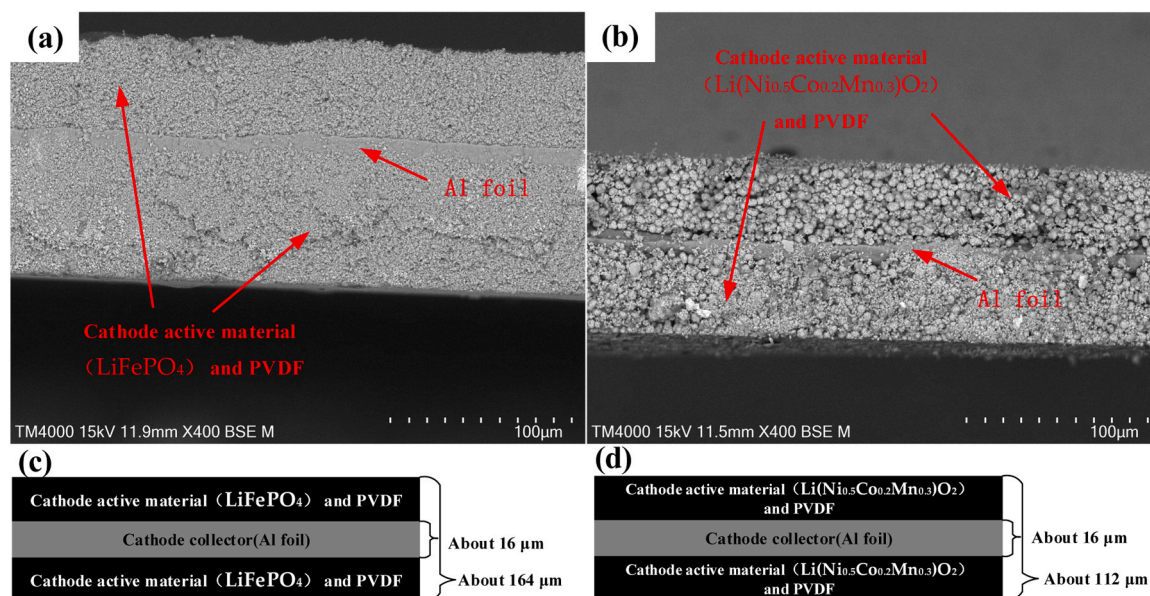 (a)
Al foil
Cathode active material
（LiFePO₄） and PVDF
TM4000 15kV 11.9mm X400 BSE M
100μm
(b)
Cathode active material
（Li(Ni₀.₅Co₀.₂Mn₀.₃)O₂）
and PVDF
Al foil
TM4000 15kV 11.5mm X400 BSE M
100μm
(c)
Cathode active material（LiFePO₄） and PVDF
Cathode collector(Al foil)
Cathode active material（LiFePO₄） and PVDF
About 16 μm
About 164 μm
(d)
Cathode active material（Li(Ni₀.₅Co₀.₂Mn₀.₃)O₂）
and PVDF
Cathode collector(Al foil)
Cathode active material（Li(Ni₀.₅Co₀.₂Mn₀.₃)O₂）
and PVDF
About 16 μm
About 112 μm